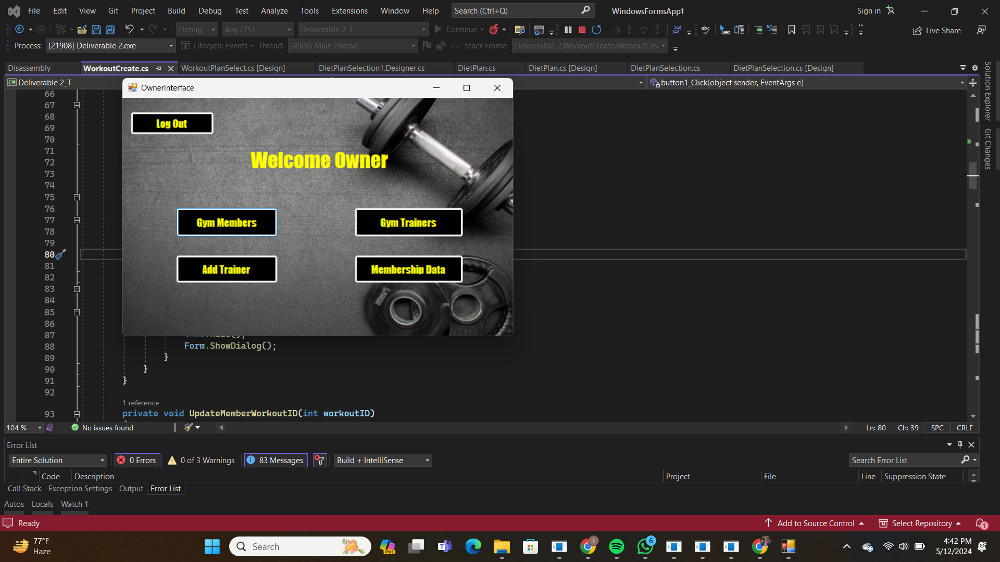 File Edit View Git Project Build Debug Test Analyze Tools Extensions Window Help Search (Ctrl+Q) WindowsFormsApp1 Sign in
Debug Any CPU Deliverable 2_T Continue Live Share
Process: [21908] Deliverable 2.exe Lifecycle Events Thread: [4928] Main Thread Stack Frame: Deliverable_2.WorkoutCreate.WorkoutCre
Disassembly WorkoutCreate.cs WorkoutPlanSelect.cs [Design] DietPlanSelection1.Designer.cs DietPlan.cs DietPlan.cs [Design] DietPlanSelection.cs DietPlanSelection.cs [Design]
C# Deliverable 2_T button1_Click(object sender, EventArgs e)
Solution Explorer
Git Changes
OwnerInterface
Log Out
Welcome Owner
Gym Members Gym Trainers
Add Trainer Membership Data
66
67
68
69
70
71
72
73
74
75
76
77
78
79
80
81
82
83
84
85
86
87 this.Hide();
88 Form.ShowDialog();
89 }
90 }
91 }
92
1 reference
93 private void UpdateMemberWorkoutID(int workoutID)
104 % No issues found Ln: 80 Ch: 39 SPC CRLF
Error List
Entire Solution 0 Errors 0 of 3 Warnings 83 Messages Build + IntelliSense Search Error List
Code Description Project File Line Suppression State
Call Stack Exception Settings Output Error List
Autos Locals Watch 1
Ready Add to Source Control Select Repository 1
77°F
Haze
Search
PRE
6
4:42 PM
5/12/2024